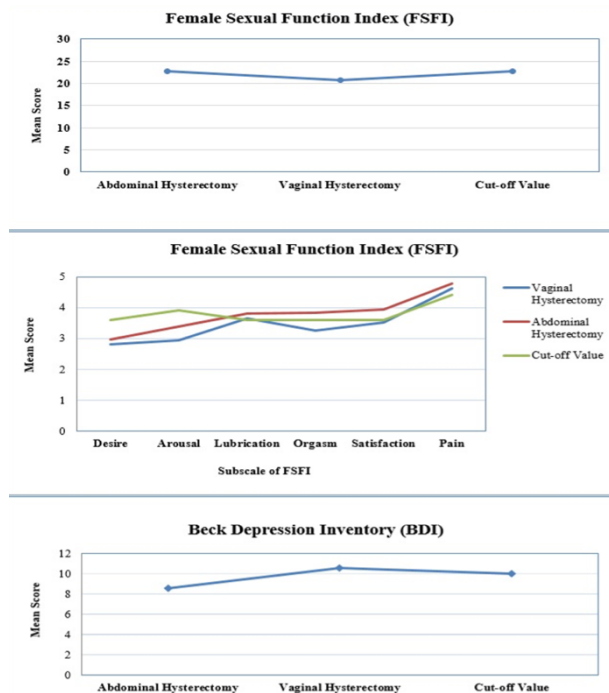 Female Sexual Function Index (FSFI)
30
25
20
15
10
5
0
Mean Score
Abdominal Hysterectomy Vaginal Hysterectomy Cut-off Value
Female Sexual Function Index (FSFI)
5
4
3
2
1
0
Mean Score
Desire Arousal Lubrication Orgasm Satisfaction Pain
Subscale of FSFI
Vaginal
Hysterectomy
Abdominal
Hysterectomy
Cut-off Value
Beck Depression Inventory (BDI)
12
10
8
6
4
2
0
Mean Score
Abdominal Hysterectomy Vaginal Hysterectomy Cut-off Value